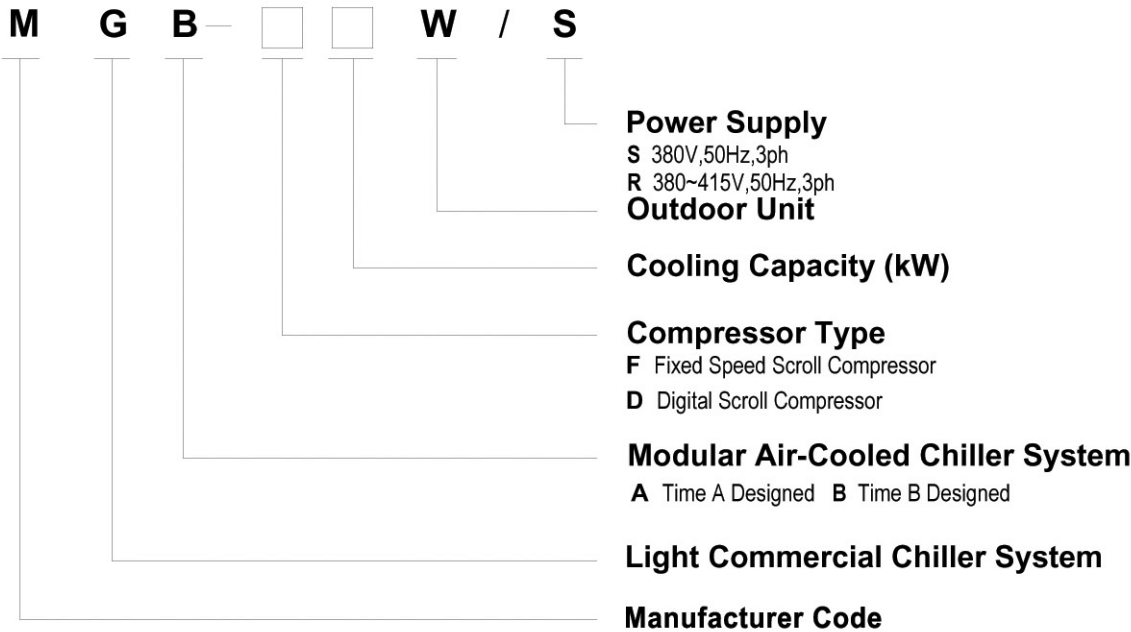 M G B — □ □ W / S
Power Supply
S 380V,50Hz,3ph
R 380~415V,50Hz,3ph
Outdoor Unit
Cooling Capacity (kW)
Compressor Type
F Fixed Speed Scroll Compressor
D Digital Scroll Compressor
Modular Air-Cooled Chiller System
A Time A Designed B Time B Designed
Light Commercial Chiller System
Manufacturer Code